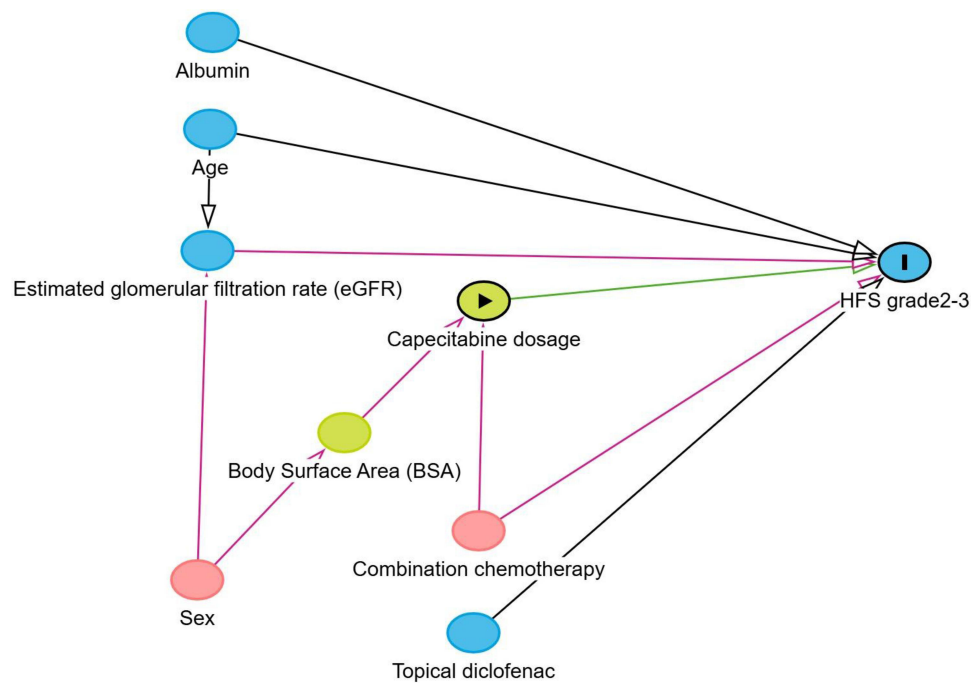 Albumin
Age
Estimated glomerular filtration rate (eGFR)
HFS grade2-3
Capecitabine dosage
Body Surface Area (BSA)
Combination chemotherapy
Sex
Topical diclofenac